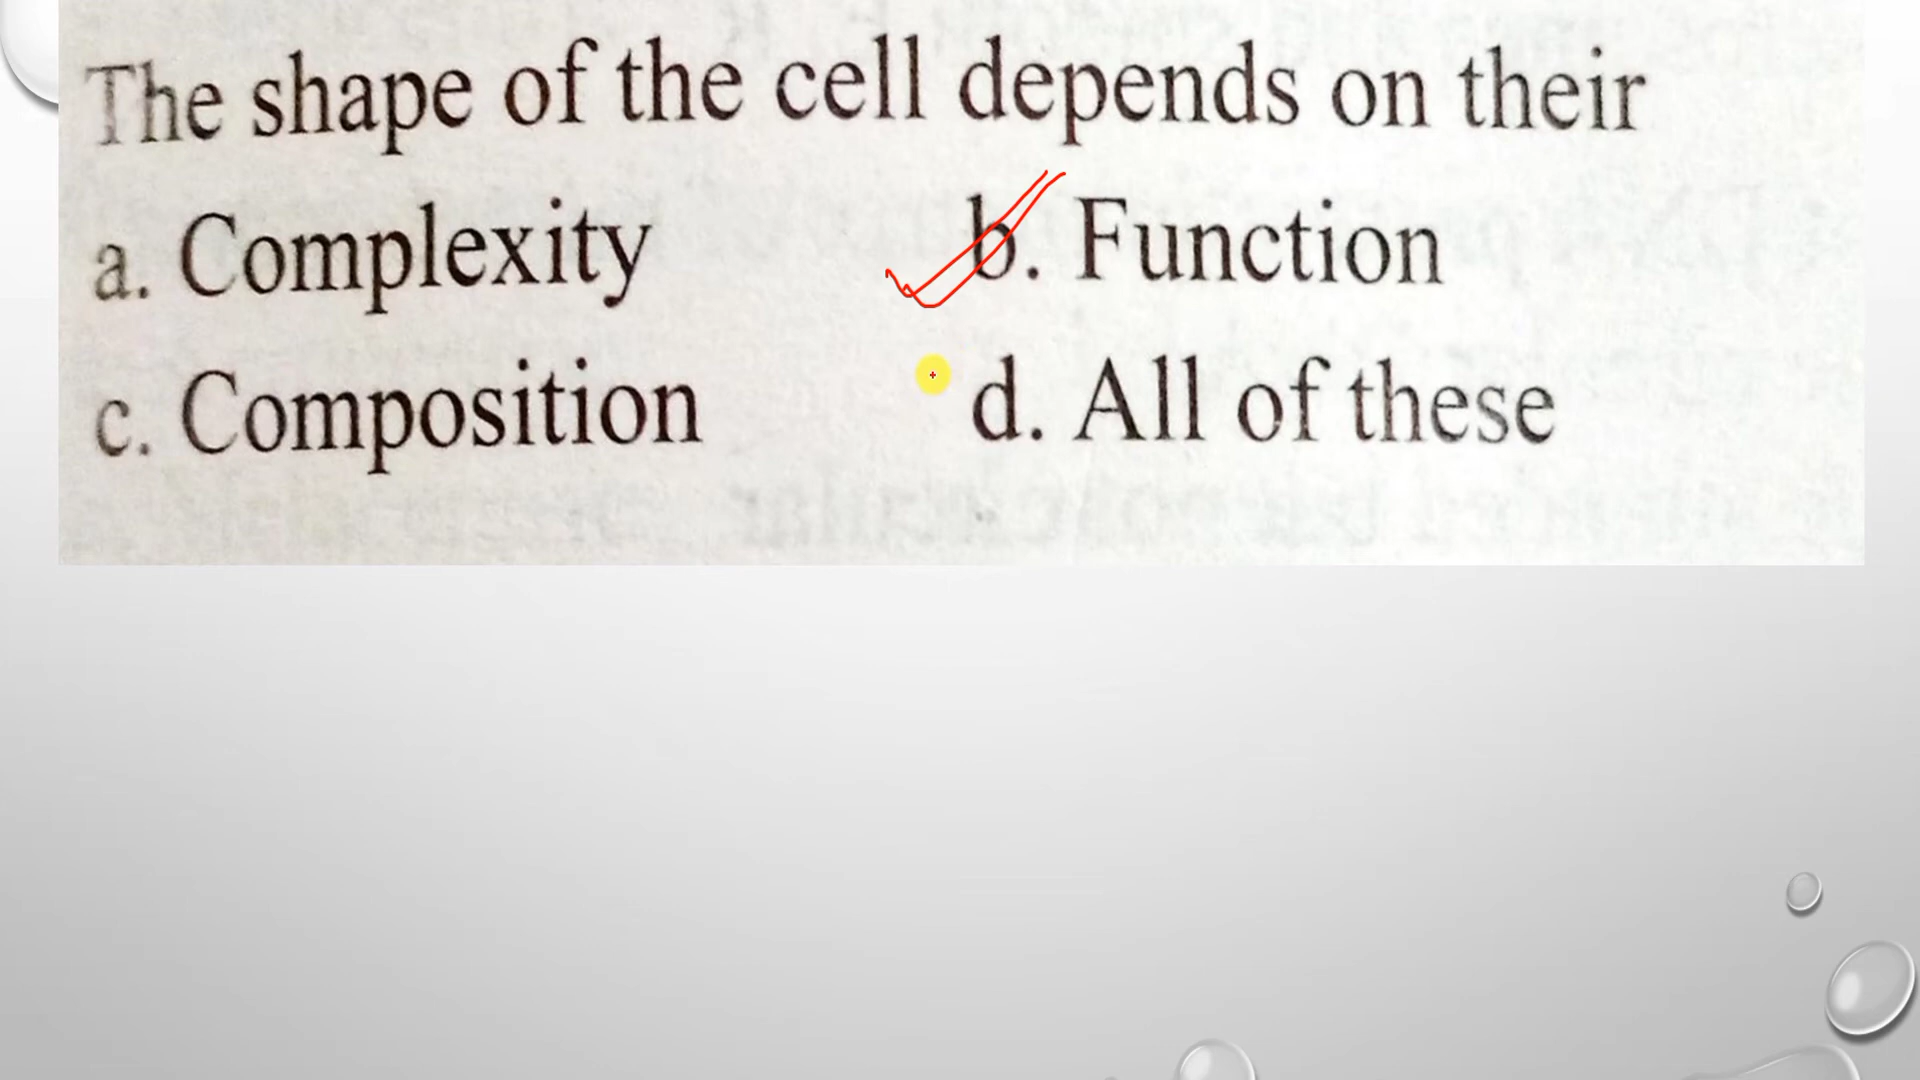 The shape of the cell depends on their
a. Complexity b. Function
c. Composition d. All of these